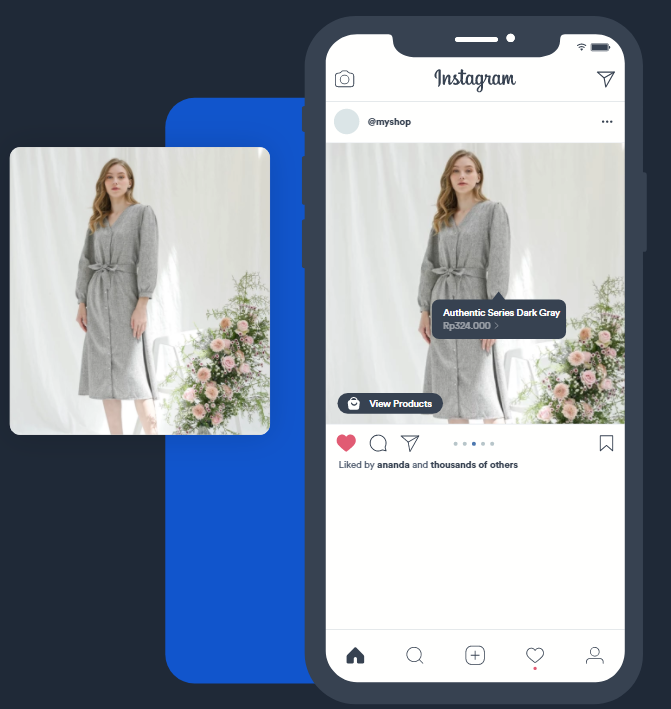 Instagram
@myshop
Authentic Series Dark Gray
Rp324.000 >
View Products
Liked by ananda and thousands of others